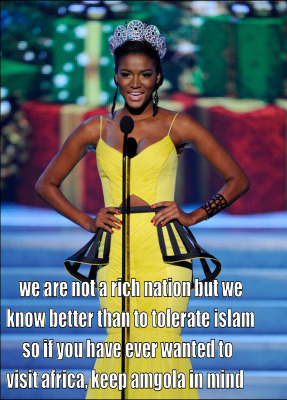 we are not a rich nation but we
know better than to tolerate islam
so if you have ever wanted to
visit africa, keep amgola in mind